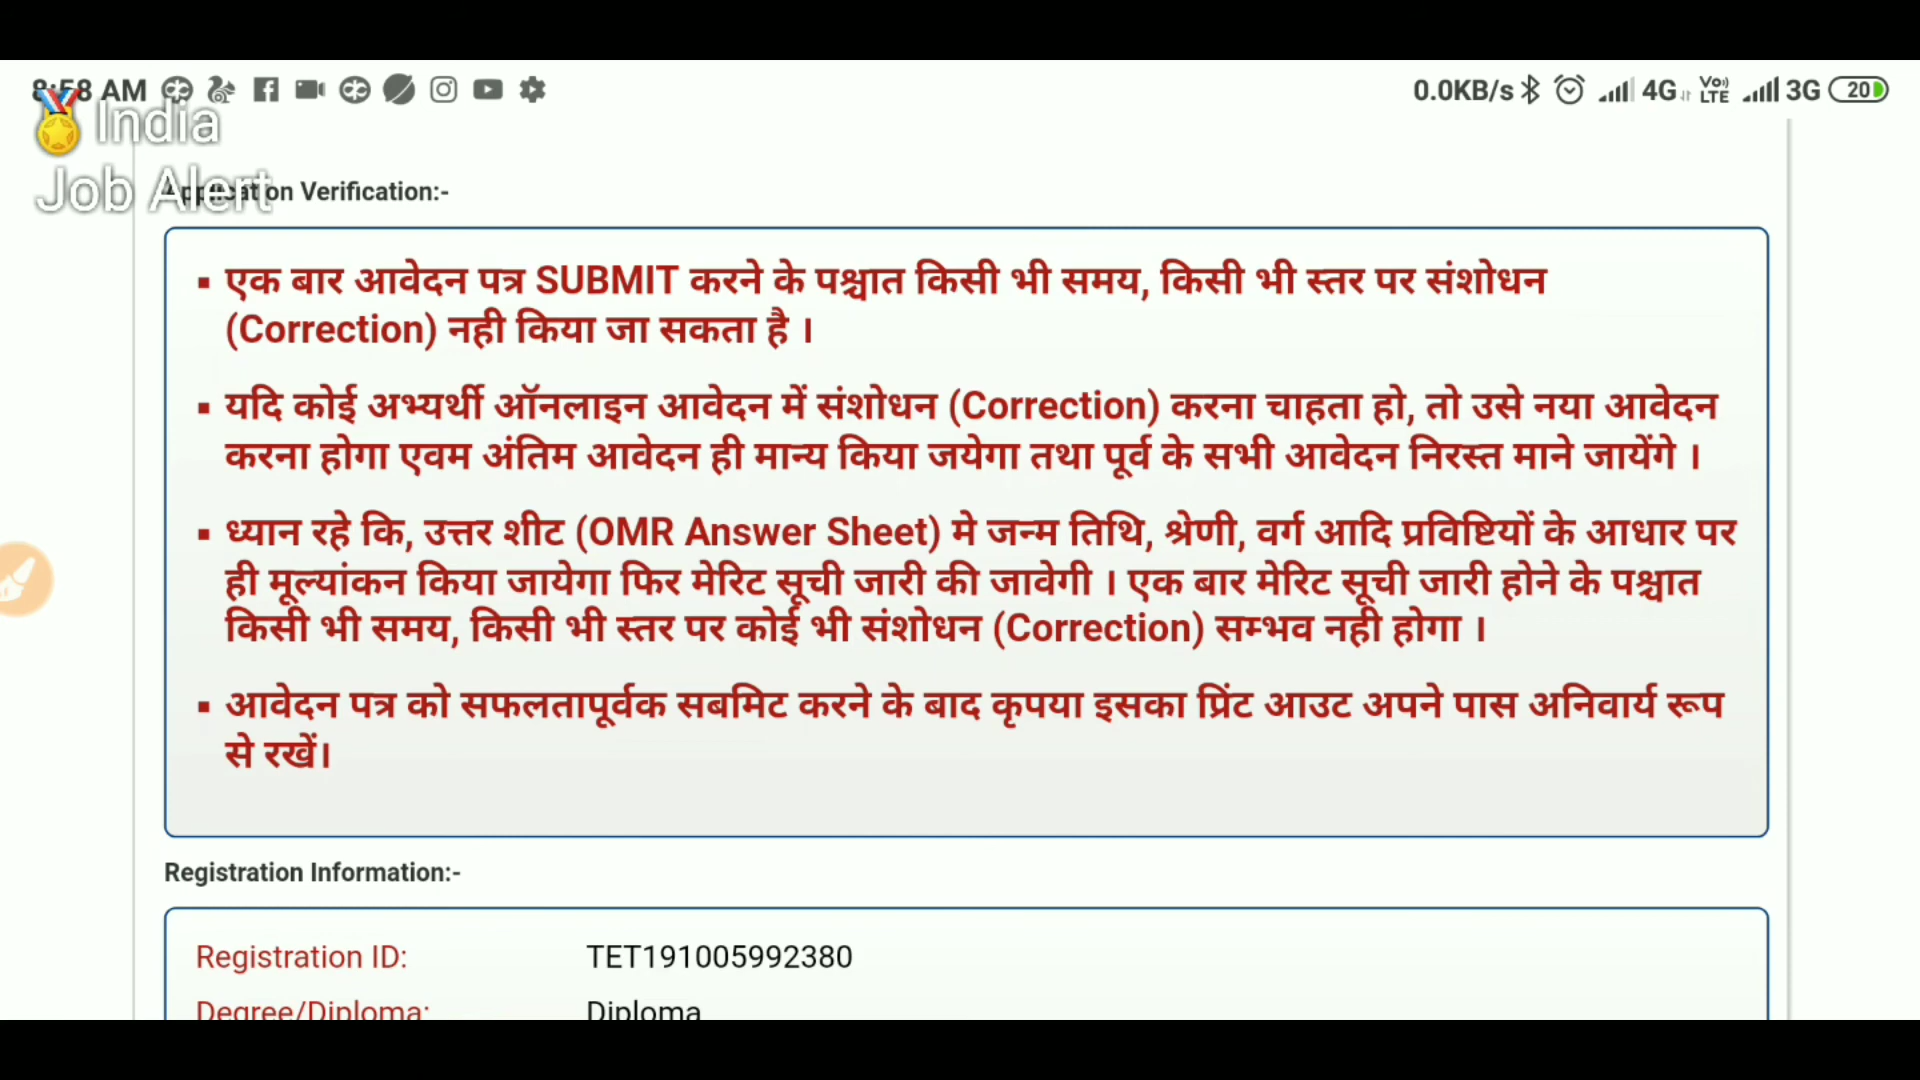 8:58 AM
0.0KB/s 4G VoLTE 3G 20
India
Job Alert
Application Verification:-
▪ एक बार आवेदन पत्र SUBMIT करने के पश्चात किसी भी समय, किसी भी स्तर पर संशोधन
(Correction) नही किया जा सकता है ।
▪ यदि कोई अभ्यर्थी ऑनलाइन आवेदन में संशोधन (Correction) करना चाहता हो, तो उसे नया आवेदन
करना होगा एवम अंतिम आवेदन ही मान्य किया जयेगा तथा पूर्व के सभी आवेदन निरस्त माने जायेंगे ।
▪ ध्यान रहे कि, उत्तर शीट (OMR Answer Sheet) मे जन्म तिथि, श्रेणी, वर्ग आदि प्रविष्टियों के आधार पर
ही मूल्यांकन किया जायेगा फिर मेरिट सूची जारी की जावेगी । एक बार मेरिट सूची जारी होने के पश्चात
किसी भी समय, किसी भी स्तर पर कोई भी संशोधन (Correction) सम्भव नही होगा ।
▪ आवेदन पत्र को सफलतापूर्वक सबमिट करने के बाद कृपया इसका प्रिंट आउट अपने पास अनिवार्य रूप
से रखें।
Registration Information:-
Registration ID: TET191005992380
Degree/Diploma: Diploma